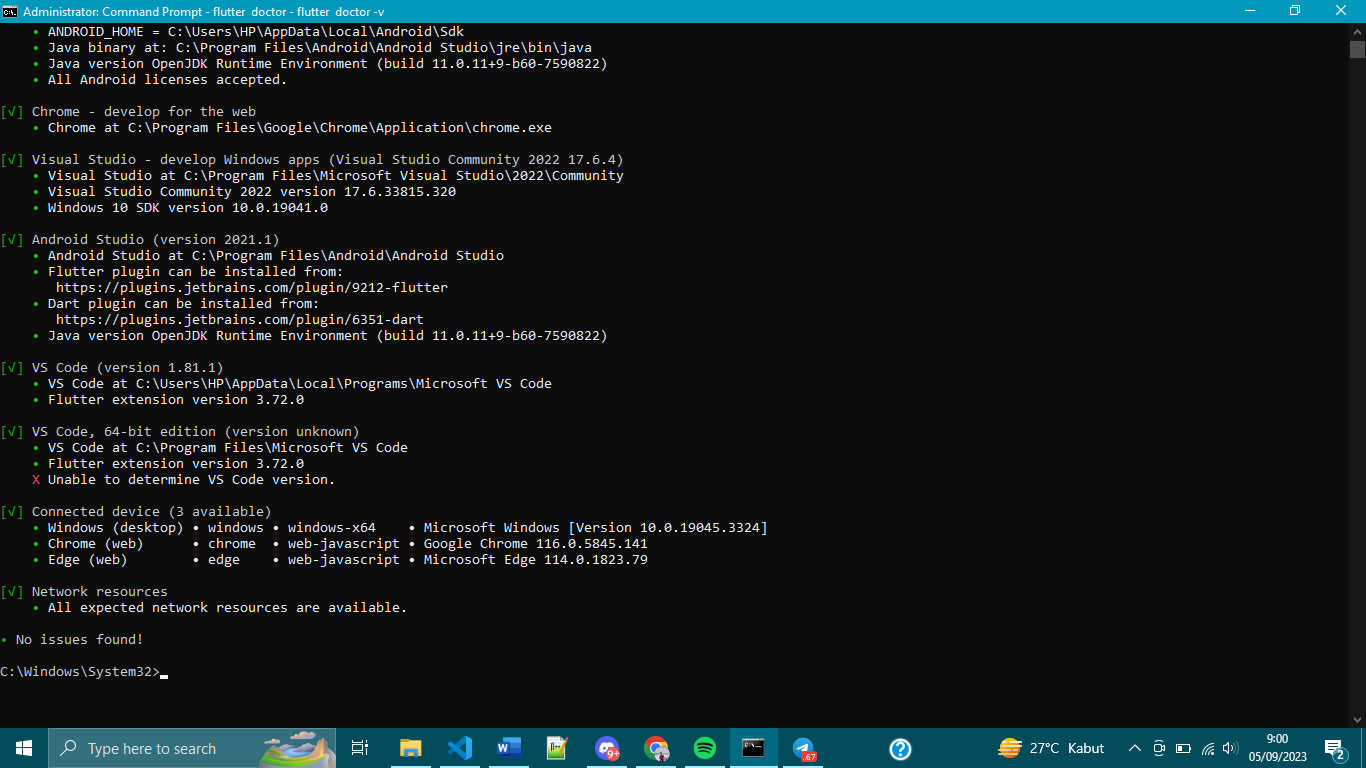 Administrator: Command Prompt - flutter doctor - flutter doctor -v
• ANDROID_HOME = C:\Users\HP\AppData\Local\Android\Sdk
• Java binary at: C:\Program Files\Android\Android Studio\jre\bin\java
• Java version OpenJDK Runtime Environment (build 11.0.11+9-b60-7590822)
• All Android licenses accepted.
[√] Chrome - develop for the web
• Chrome at C:\Program Files\Google\Chrome\Application\chrome.exe
[√] Visual Studio - develop Windows apps (Visual Studio Community 2022 17.6.4)
• Visual Studio at C:\Program Files\Microsoft Visual Studio\2022\Community
• Visual Studio Community 2022 version 17.6.33815.320
• Windows 10 SDK version 10.0.19041.0
[√] Android Studio (version 2021.1)
• Android Studio at C:\Program Files\Android\Android Studio
• Flutter plugin can be installed from:
https://plugins.jetbrains.com/plugin/9212-flutter
• Dart plugin can be installed from:
https://plugins.jetbrains.com/plugin/6351-dart
• Java version OpenJDK Runtime Environment (build 11.0.11+9-b60-7590822)
[√] VS Code (version 1.81.1)
• VS Code at C:\Users\HP\AppData\Local\Programs\Microsoft VS Code
• Flutter extension version 3.72.0
[√] VS Code, 64-bit edition (version unknown)
• VS Code at C:\Program Files\Microsoft VS Code
• Flutter extension version 3.72.0
X Unable to determine VS Code version.
[√] Connected device (3 available)
• Windows (desktop) • windows • windows-x64 • Microsoft Windows [Version 10.0.19045.3324]
• Chrome (web) • chrome • web-javascript • Google Chrome 116.0.5845.141
• Edge (web) • edge • web-javascript • Microsoft Edge 114.0.1823.79
[√] Network resources
• All expected network resources are available.
• No issues found!
C:\Windows\System32>
Type here to search
9+
.67
27°C Kabut
9:00
05/09/2023
2